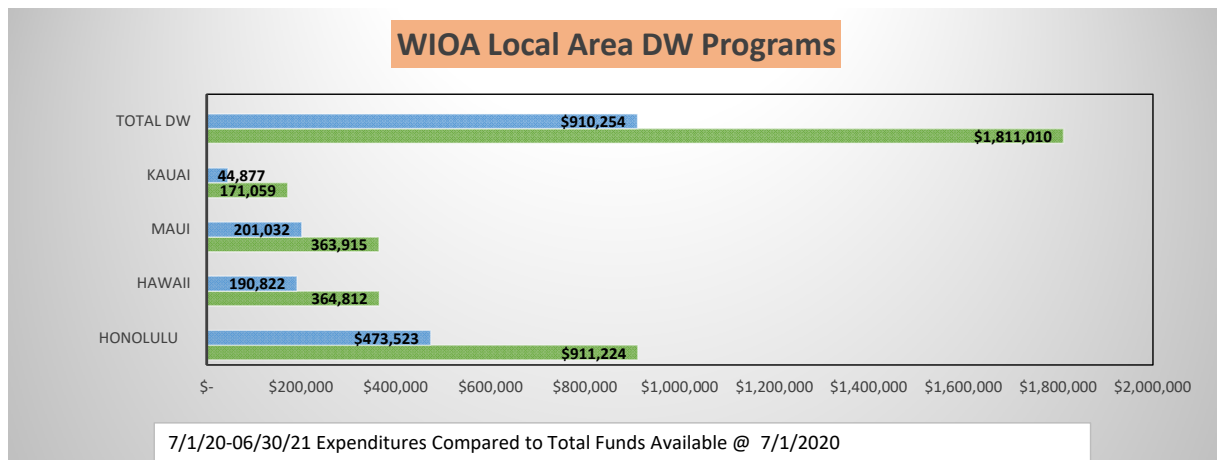 WIOA Local Area DW Programs
TOTAL DW
$910,254
$1,811,010
KAUAI
44,877
171,059
MAUI
201,032
363,915
HAWAII
190,822
364,812
HONOLULU
$473,523
$911,224
$- $200,000 $400,000 $600,000 $800,000 $1,000,000 $1,200,000 $1,400,000 $1,600,000 $1,800,000 $2,000,000
7/1/20-06/30/21 Expenditures Compared to Total Funds Available @ 7/1/2020